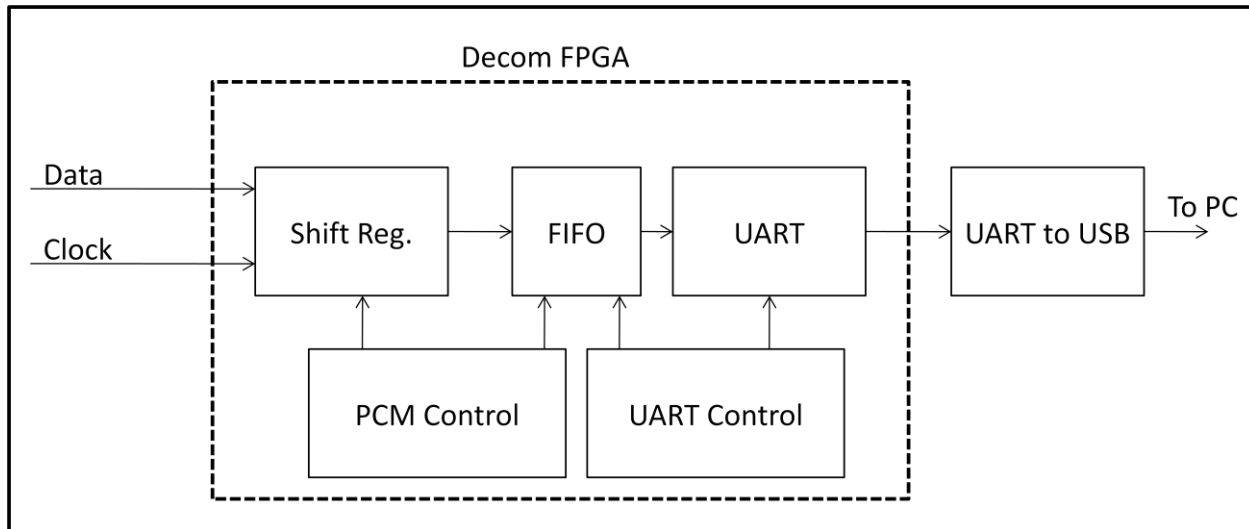 Decom FPGA
Data
Clock
Shift Reg.
FIFO
UART
UART to USB
To PC
PCM Control
UART Control